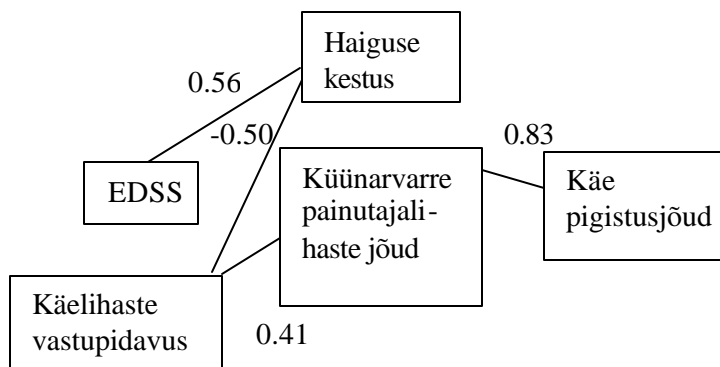 Haiguse
kestus
0.56
-0.50
0.83
EDSS
Küünarvarre
painutajali-
haste jõud
Käe
pigistusjõud
Käelihaste
vastupidavus
0.41